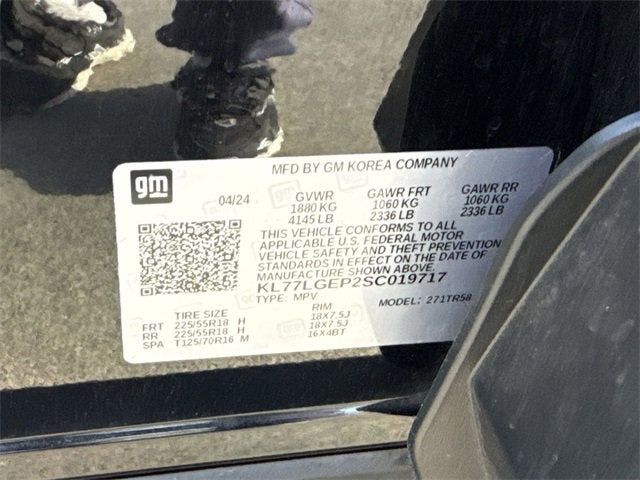 MFD BY GM KOREA COMPANY
gm
04/24 GVWR GAWR FRT GAWR RR
1880 KG 1060 KG 1060 KG
4145 LB 2336 LB 2336 LB
THIS VEHICLE CONFORMS TO ALL
APPLICABLE U.S. FEDERAL MOTOR
VEHICLE SAFETY AND THEFT PREVENTION
STANDARDS IN EFFECT ON THE DATE OF
MANUFACTURE SHOWN ABOVE.
KL77LGEP2SC019717
TYPE: MPV MODEL: 271TR58
TIRE SIZE RIM
FRT 225/55R18 H 18X7.5J
RR 225/55R18 H 18X7.5J
SPA T125/70R16 M 16X4BT